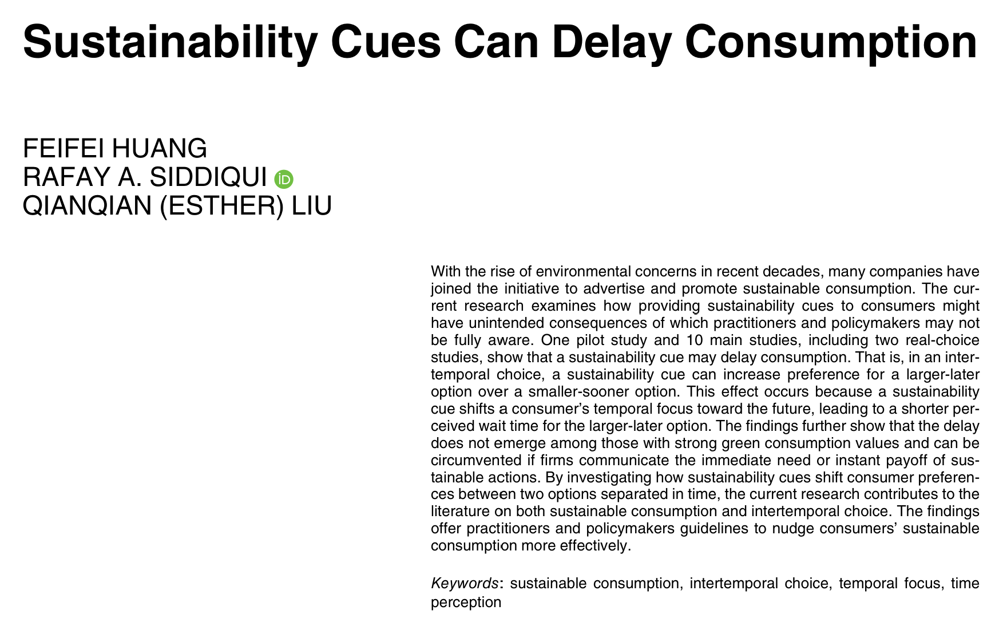 Sustainability Cues Can Delay Consumption
FEIFEI HUANG
RAFAY A. SIDDIQUI iD
QIANQIAN (ESTHER) LIU
With the rise of environmental concerns in recent decades, many companies have
joined the initiative to advertise and promote sustainable consumption. The cur-
rent research examines how providing sustainability cues to consumers might
have unintended consequences of which practitioners and policymakers may not
be fully aware. One pilot study and 10 main studies, including two real-choice
studies, show that a sustainability cue may delay consumption. That is, in an inter-
temporal choice, a sustainability cue can increase preference for a larger-later
option over a smaller-sooner option. This effect occurs because a sustainability
cue shifts a consumer’s temporal focus toward the future, leading to a shorter per-
ceived wait time for the larger-later option. The findings further show that the delay
does not emerge among those with strong green consumption values and can be
circumvented if firms communicate the immediate need or instant payoff of sus-
tainable actions. By investigating how sustainability cues shift consumer preferen-
ces between two options separated in time, the current research contributes to the
literature on both sustainable consumption and intertemporal choice. The findings
offer practitioners and policymakers guidelines to nudge consumers’ sustainable
consumption more effectively.
Keywords: sustainable consumption, intertemporal choice, temporal focus, time
perception